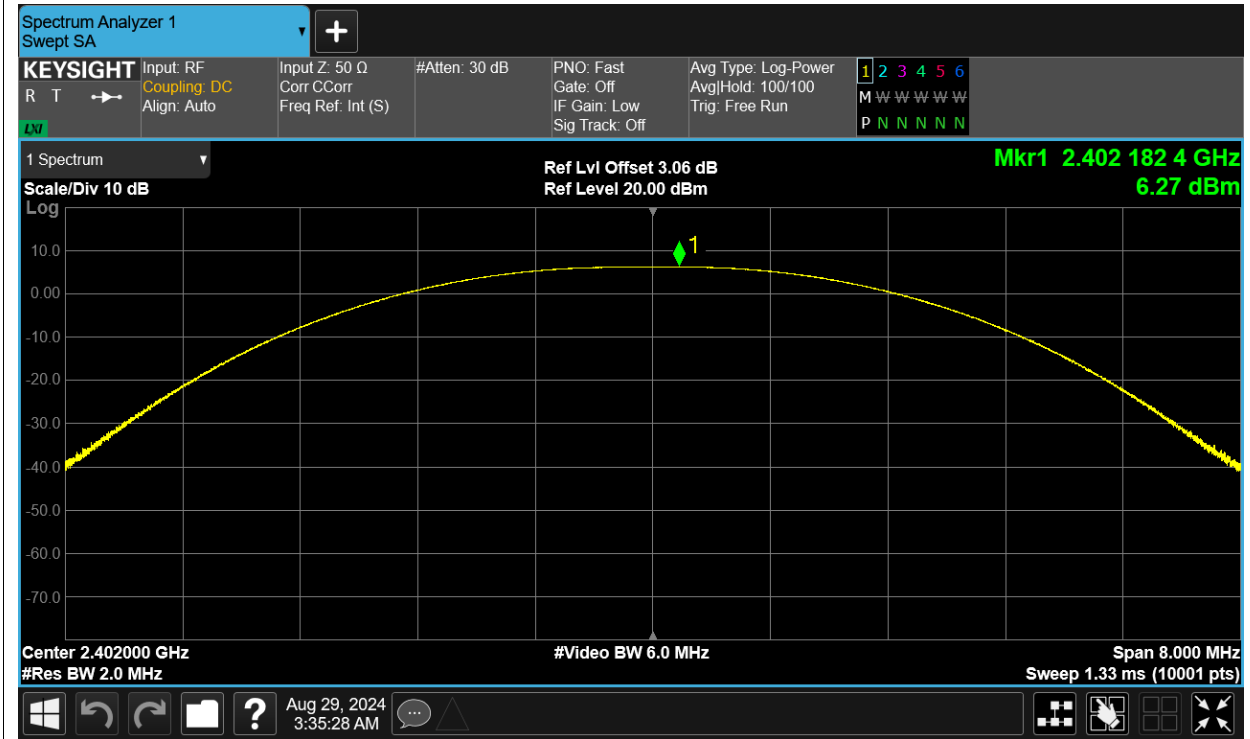 Spectrum Analyzer 1
Swept SA
KEYSIGHT
R T
LXI
Input: RF
Coupling: DC
Align: Auto
Input Z: 50 Ω
Corr CCorr
Freq Ref: Int (S)
#Atten: 30 dB
PNO: Fast
Gate: Off
IF Gain: Low
Sig Track: Off
Avg Type: Log-Power
Avg|Hold: 100/100
Trig: Free Run
1 2 3 4 5 6
M W W W W W W
P N N N N N N
1 Spectrum
Scale/Div 10 dB
Log
Ref Lvl Offset 3.06 dB
Ref Level 20.00 dBm
Mkr1 2.402 182 4 GHz
6.27 dBm
1
10.0
0.00
-10.0
-20.0
-30.0
-40.0
-50.0
-60.0
-70.0
Center 2.402000 GHz
#Res BW 2.0 MHz
#Video BW 6.0 MHz
Span 8.000 MHz
Sweep 1.33 ms (10001 pts)
?
Aug 29, 2024
3:35:28 AM